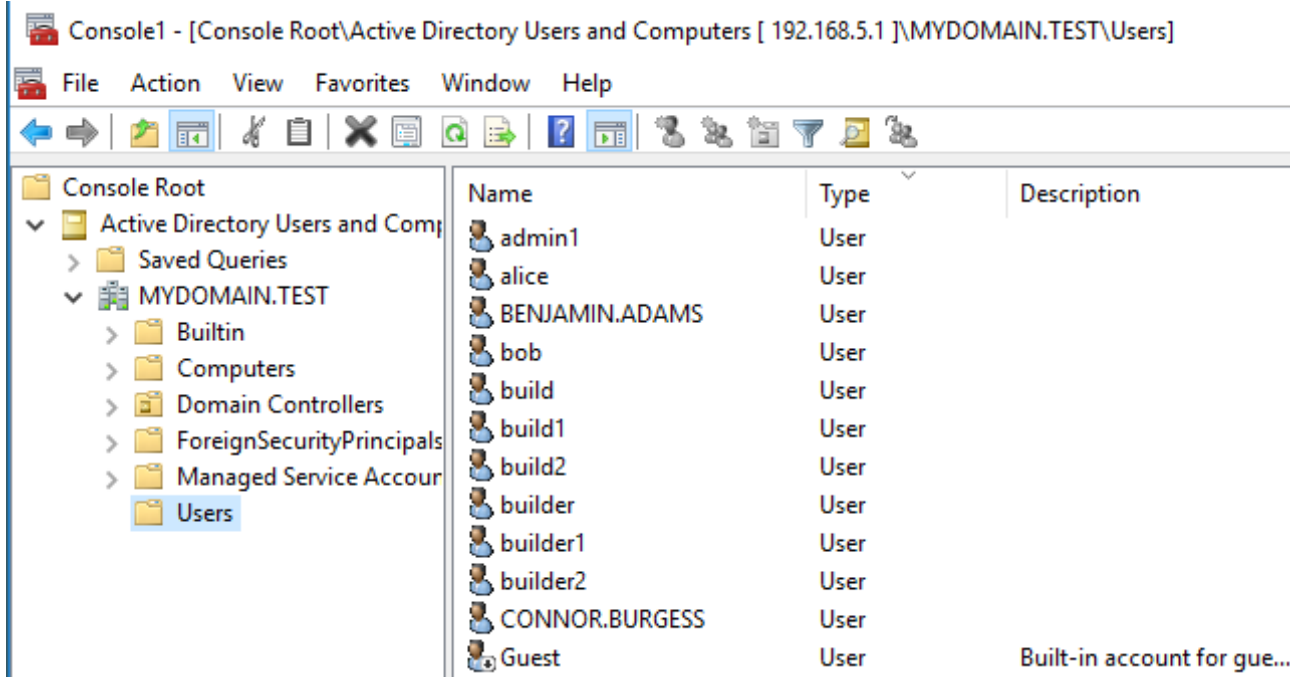 Console1 - [Console Root\Active Directory Users and Computers [ 192.168.5.1 ]\MYDOMAIN.TEST\Users]
File Action View Favorites Window Help
Console Root
Active Directory Users and Comp
Saved Queries
MYDOMAIN.TEST
Builtin
Computers
Domain Controllers
ForeignSecurityPrincipals
Managed Service Accour
Users
Name Type Description
admin1 User
alice User
BENJAMIN.ADAMS User
bob User
build User
build1 User
build2 User
builder User
builder1 User
builder2 User
CONNOR.BURGESS User
Guest User Built-in account for gue...